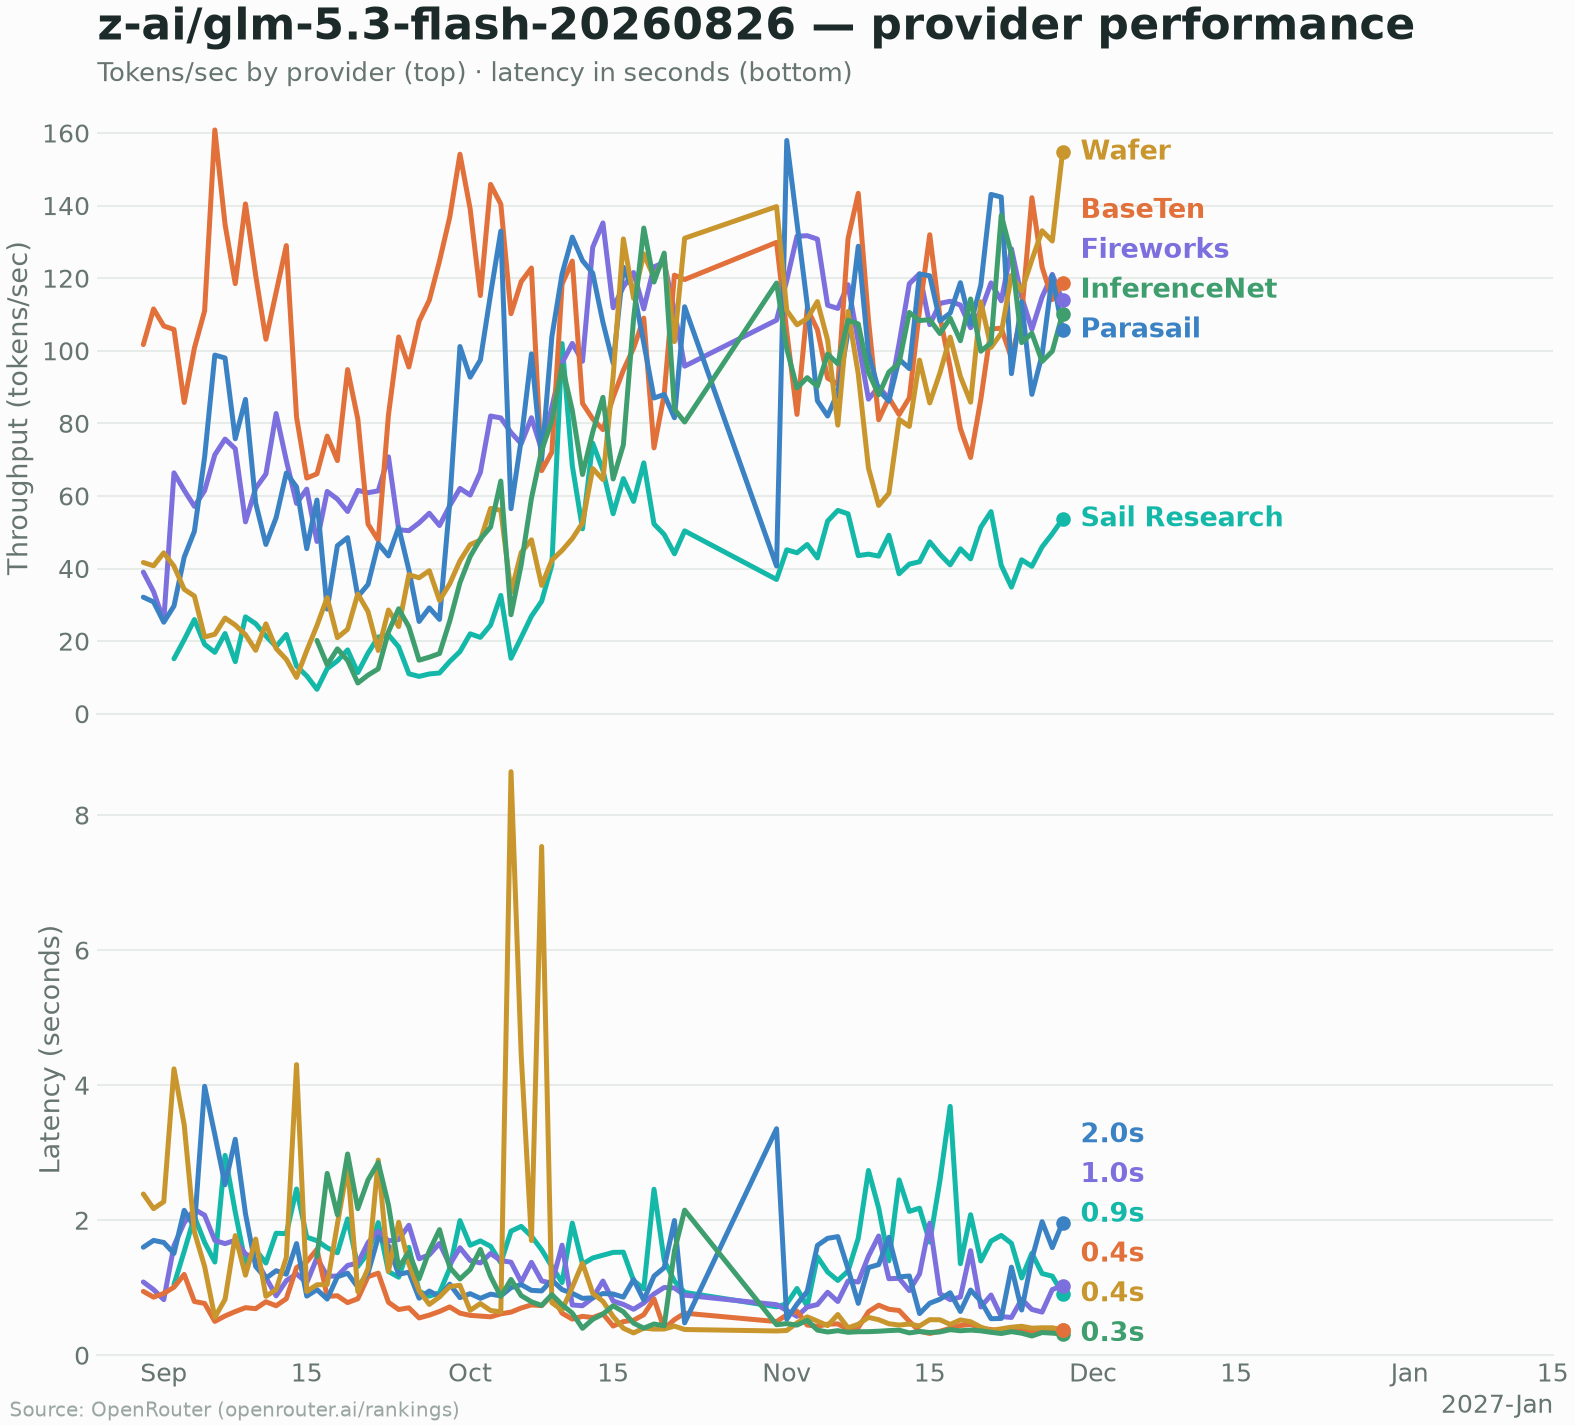 z-ai/glm-5.3-flash-20260826 — provider performance
Tokens/sec by provider (top) · latency in seconds (bottom)
Throughput (tokens/sec)
160
140
120
100
80
60
40
20
0
Wafer
BaseTen
Fireworks
InferenceNet
Parasail
Sail Research
Latency (seconds)
8
6
4
2
0
2.0s
1.0s
0.9s
0.4s
0.4s
0.3s
Sep 15 Oct 15 Nov 15 Dec 15 Jan 15
2027-Jan
Source: OpenRouter (openrouter.ai/rankings)